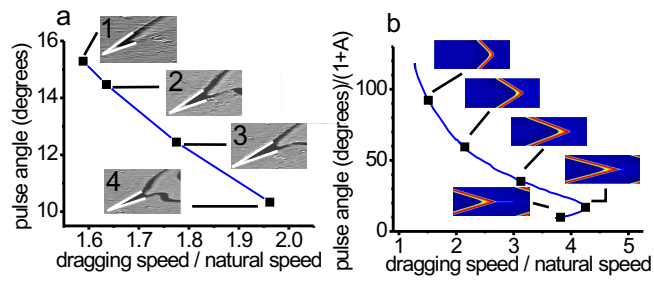 a
pulse angle (degrees)
16
14
12
10
1
2
3
4
1.6 1.7 1.8 1.9 2.0
dragging speed / natural speed
b
pulse angle (degrees)/(1+A)
100
50
0
1 2 3 4 5
dragging speed / natural speed